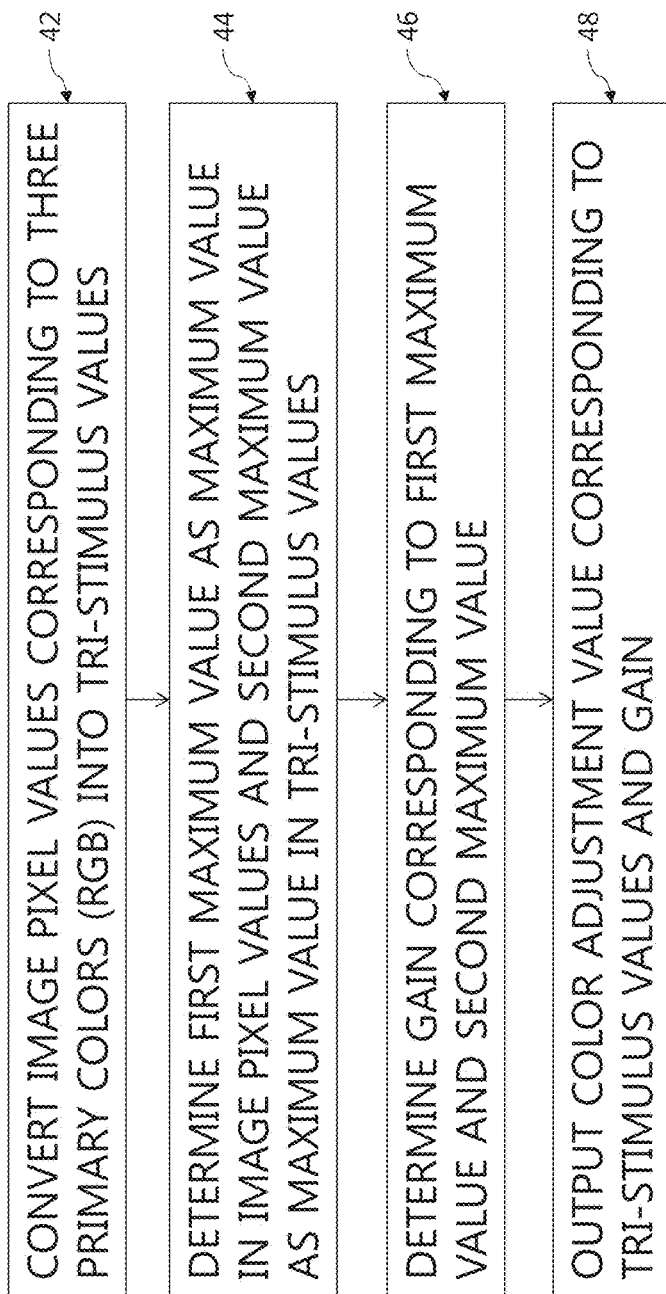 CONVERT IMAGE PIXEL VALUES CORRESPONDING TO THREE
PRIMARY COLORS (RGB) INTO TRI-STIMULUS VALUES
42
DETERMINE FIRST MAXIMUM VALUE AS MAXIMUM VALUE
IN IMAGE PIXEL VALUES AND SECOND MAXIMUM VALUE
AS MAXIMUM VALUE IN TRI-STIMULUS VALUES
44
DETERMINE GAIN CORRESPONDING TO FIRST MAXIMUM
VALUE AND SECOND MAXIMUM VALUE
46
OUTPUT COLOR ADJUSTMENT VALUE CORRESPONDING TO
TRI-STIMULUS VALUES AND GAIN
48